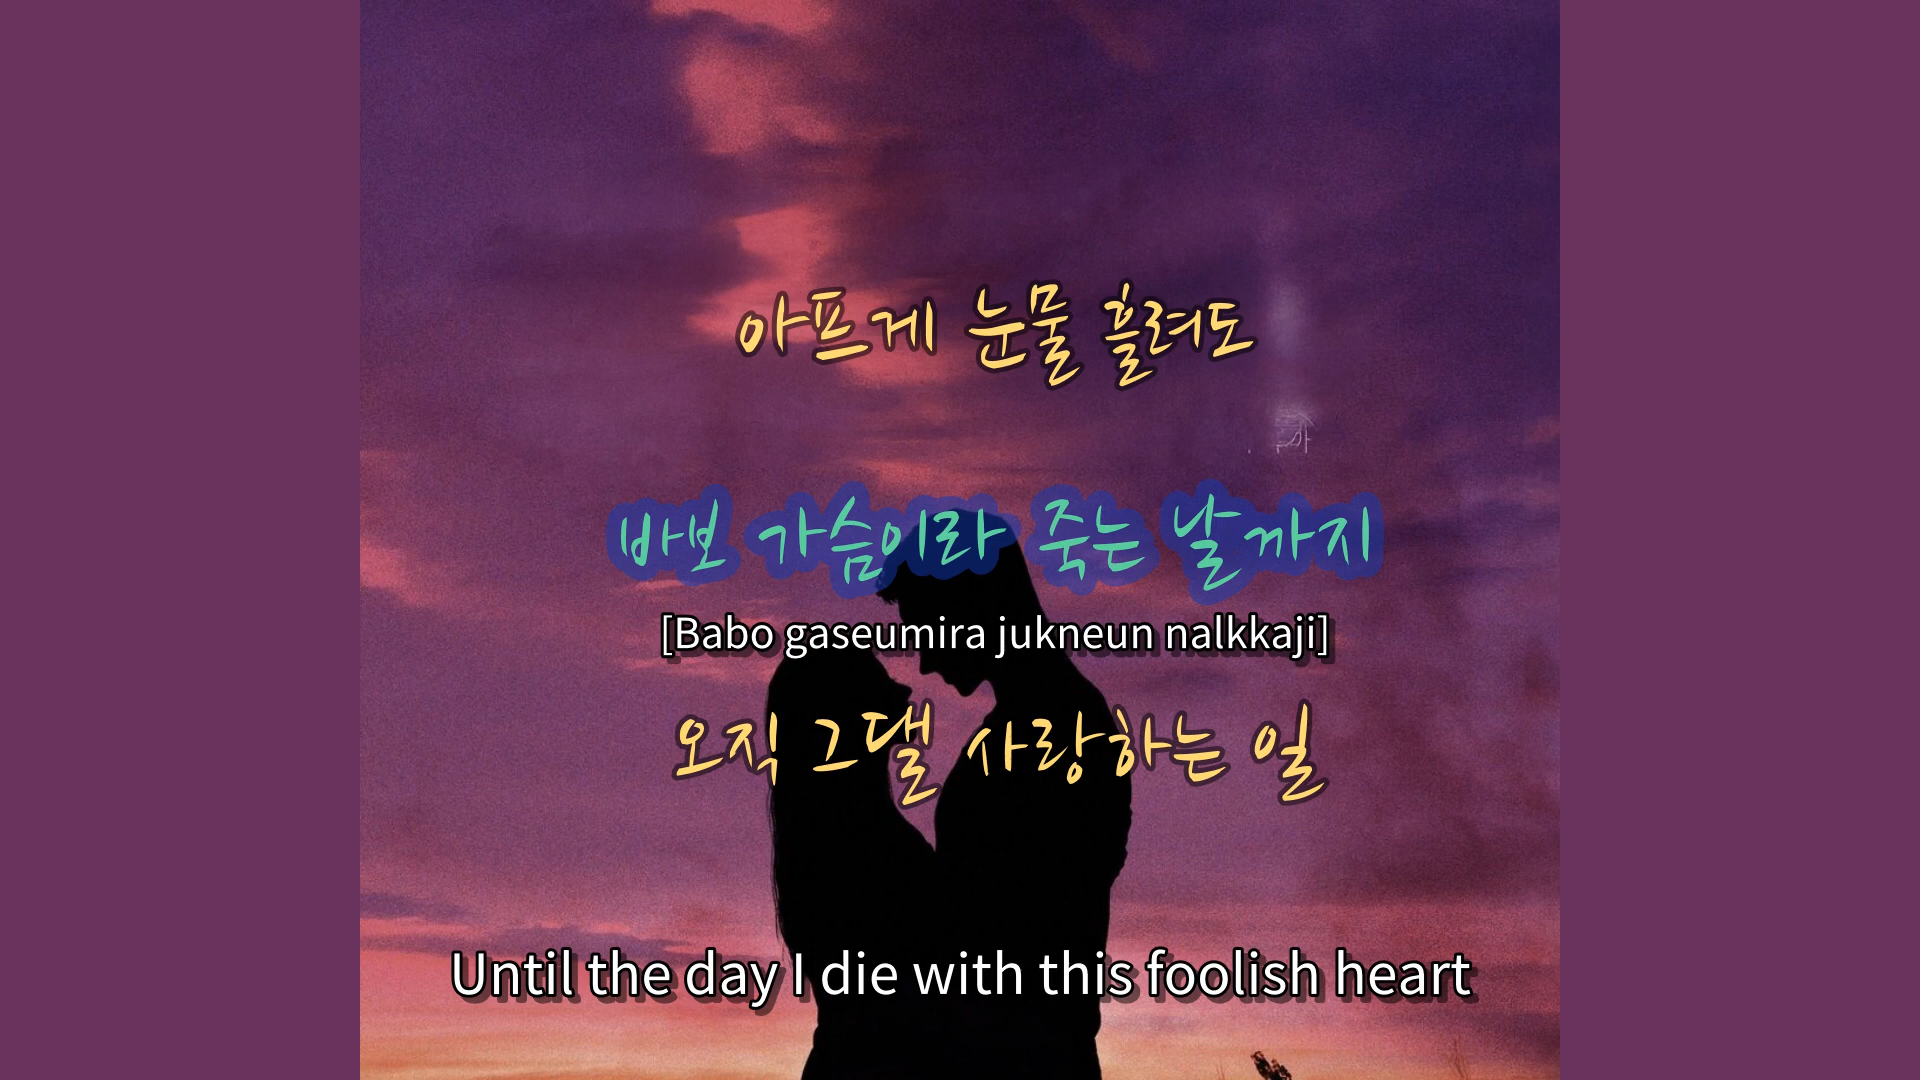 아프게 눈물 흘려도
바보 가슴이라 죽는 날까지
[Babo gaseumira jukneun nalkkaji]
오직 그댈 사랑하는 일
Until the day I die with this foolish heart